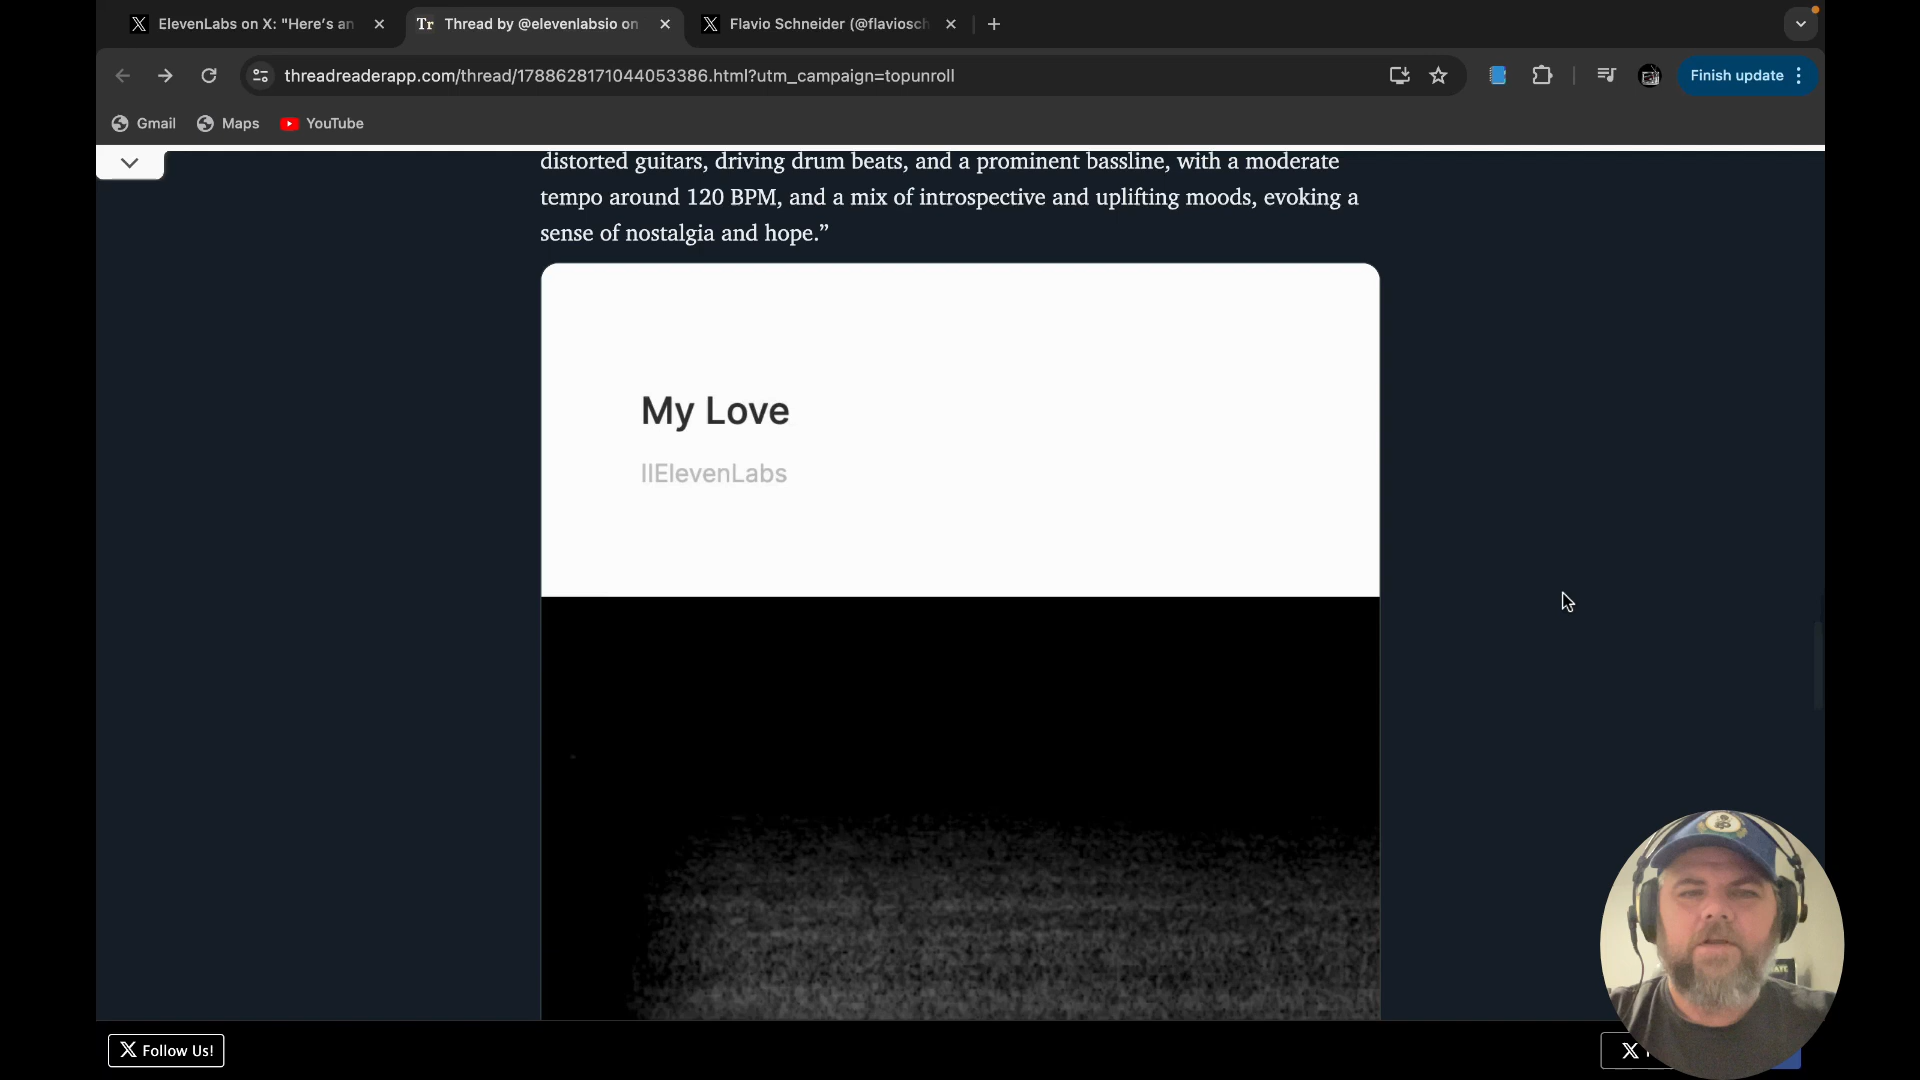 ElevenLabs on X: "Here's an
Thread by @elevenlabsio on
Flavio Schneider (@flaviosch
threadreaderapp.com/thread/1788628171044053386.html?utm_campaign=topunroll
Finish update
Gmail
Maps
YouTube
distorted guitars, driving drum beats, and a prominent bassline, with a moderate
tempo around 120 BPM, and a mix of introspective and uplifting moods, evoking a
sense of nostalgia and hope.”
My Love
IIElevenLabs
X Follow Us!
X